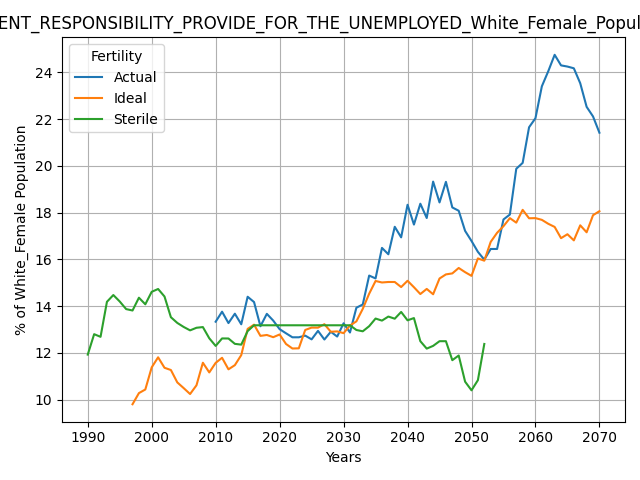 ENT_RESPONSIBILITY_PROVIDE_FOR_THE_UNEMPLOYED_White_Female_Popul
Fertility
Actual
Ideal
Sterile
% of White_Female Population
24
22
20
18
16
14
12
10
1990 2000 2010 2020 2030 2040 2050 2060 2070
Years